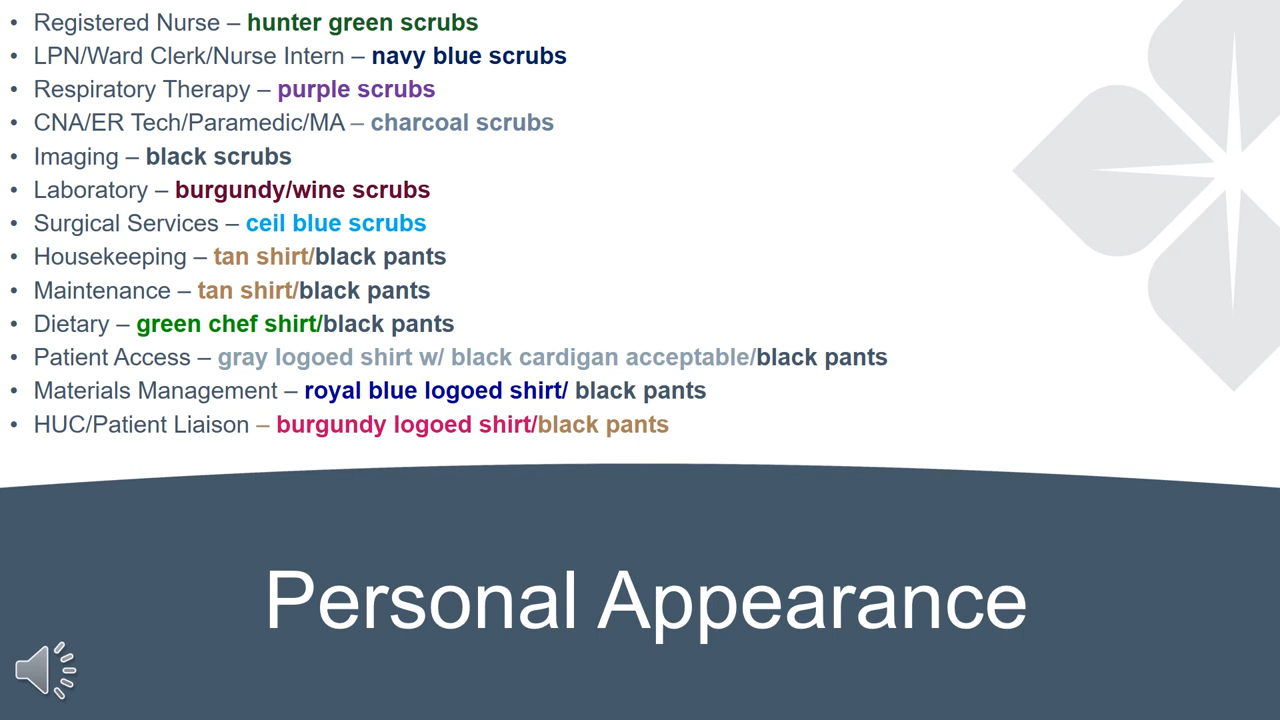 • Registered Nurse – hunter green scrubs
• LPN/Ward Clerk/Nurse Intern – navy blue scrubs
• Respiratory Therapy – purple scrubs
• CNA/ER Tech/Paramedic/MA – charcoal scrubs
• Imaging – black scrubs
• Laboratory – burgundy/wine scrubs
• Surgical Services – ceil blue scrubs
• Housekeeping – tan shirt/black pants
• Maintenance – tan shirt/black pants
• Dietary – green chef shirt/black pants
• Patient Access – gray logoed shirt w/ black cardigan acceptable/black pants
• Materials Management – royal blue logoed shirt/ black pants
• HUC/Patient Liaison – burgundy logoed shirt/black pants
Personal Appearance